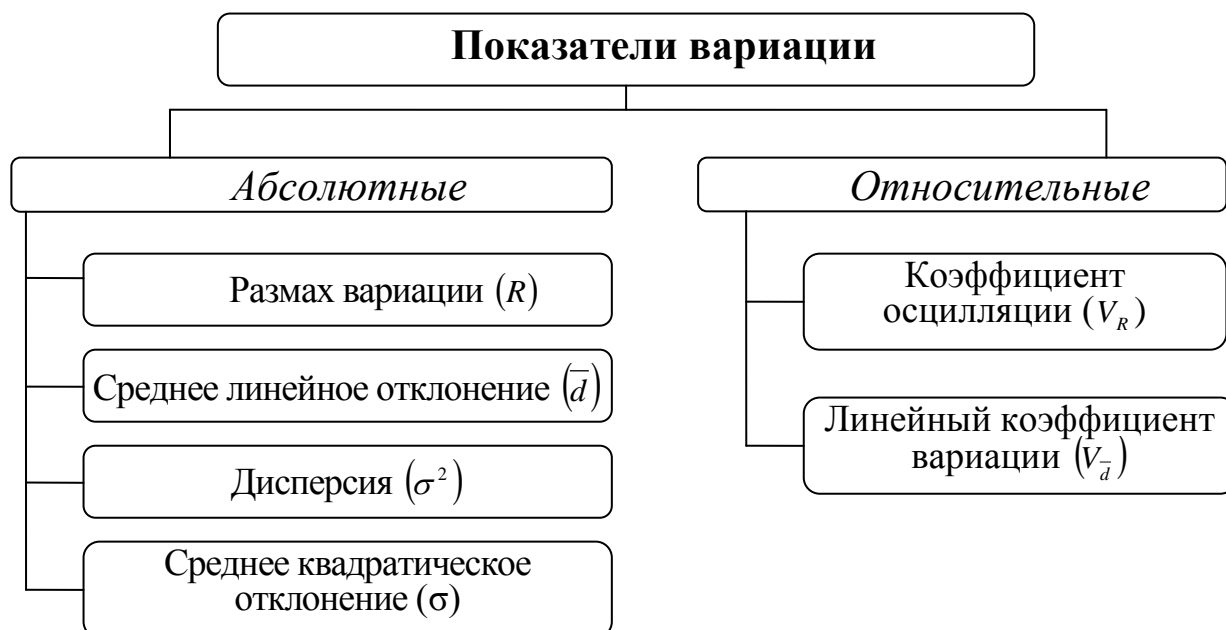 Показатели вариации
Абсолютные
Размах вариации (R)
Среднее линейное отклонение (d̅)
Дисперсия (σ²)
Среднее квадратическое
отклонение (σ)
Относительные
Коэффициент
осцилляции (V_R)
Линейный коэффициент
вариации (V_d̅)